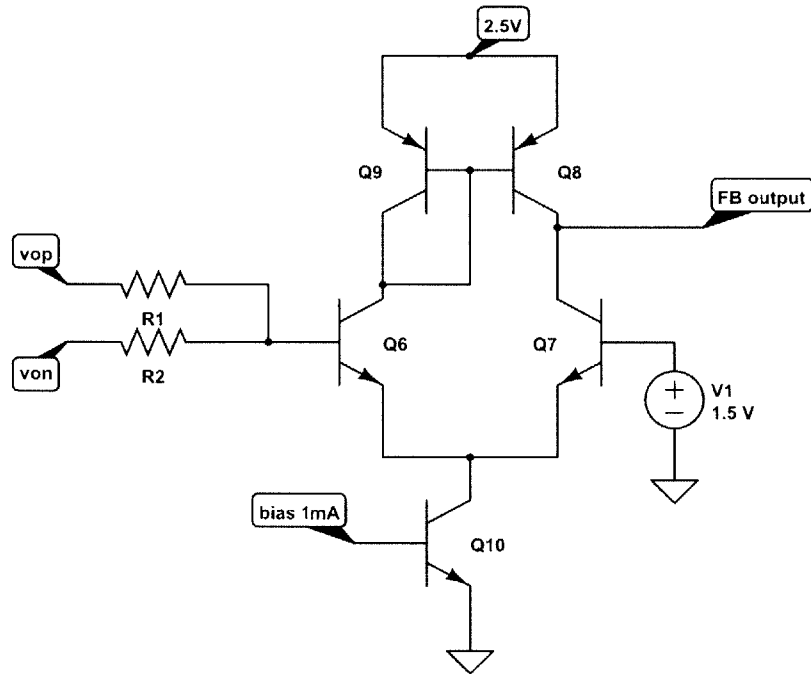 2.5V
Q9
Q8
FB output
vop
R1
Q6
Q7
von
R2
V1
1.5 V
bias 1mA
Q10